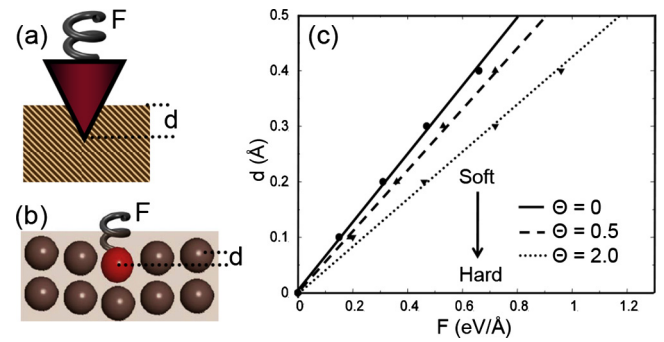 (a)
F
d
(b)
F
d
(c)
0.5
0.4
0.3
0.2
0.1
0
d (Å)
0
0.2
0.4
0.6
0.8
1
1.2
F (eV/Å)
Soft
Hard
Θ = 0
Θ = 0.5
Θ = 2.0